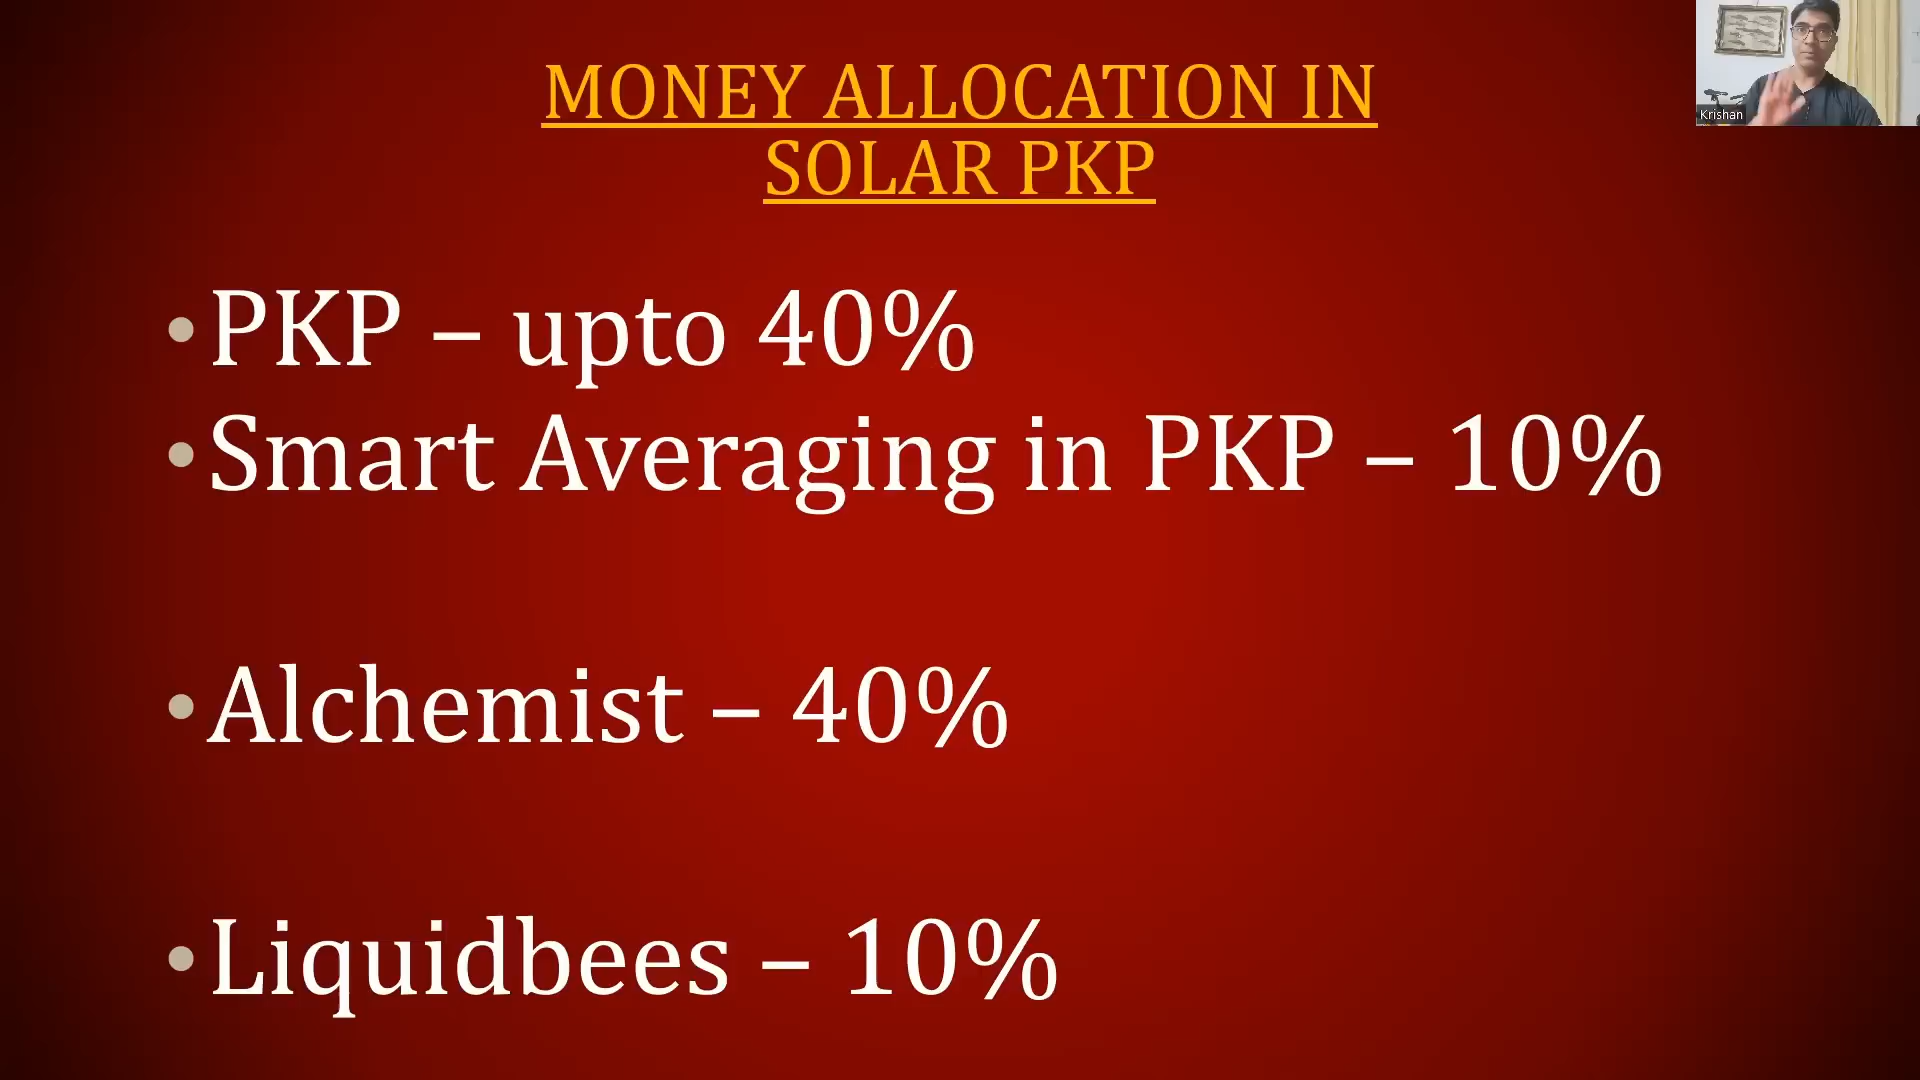 MONEY ALLOCATION IN
SOLAR PKP
Krishan
• PKP – upto 40%
• Smart Averaging in PKP – 10%
• Alchemist – 40%
• Liquidbees – 10%